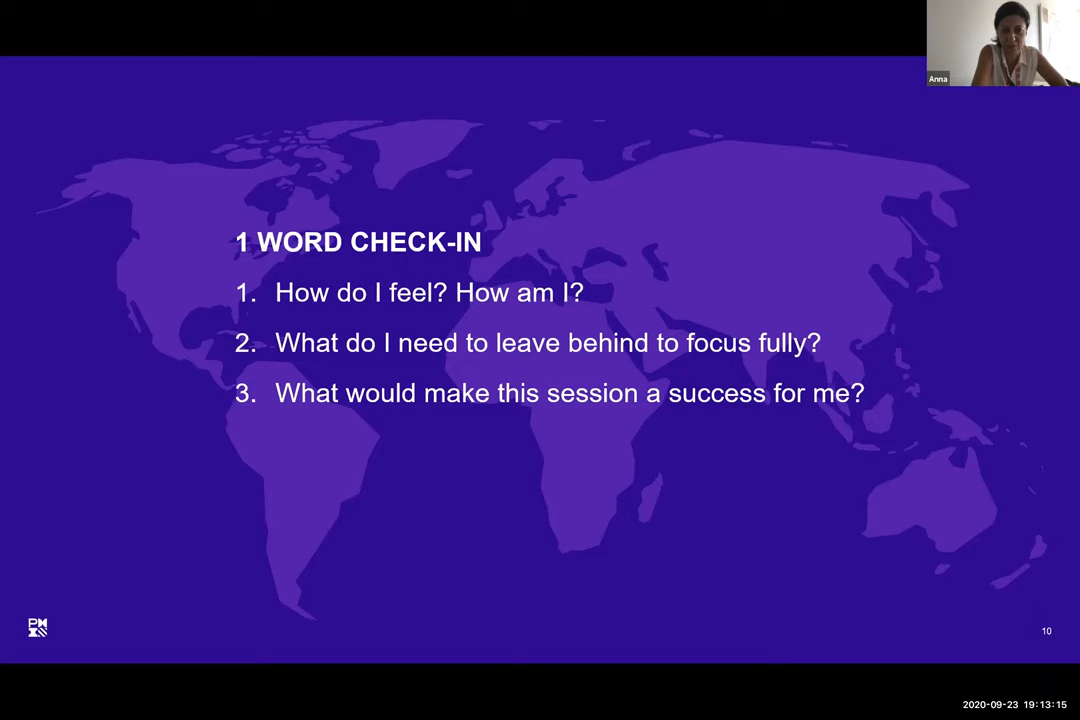 Anna
1 WORD CHECK-IN
1. How do I feel? How am I?
2. What do I need to leave behind to focus fully?
3. What would make this session a success for me?
10
2020-09-23 19:13:15